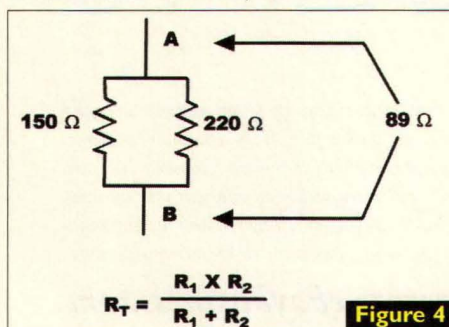 A
150 Ω 220 Ω 89 Ω
B
R_T = R_1 X R_2 / R_1 + R_2
Figure 4